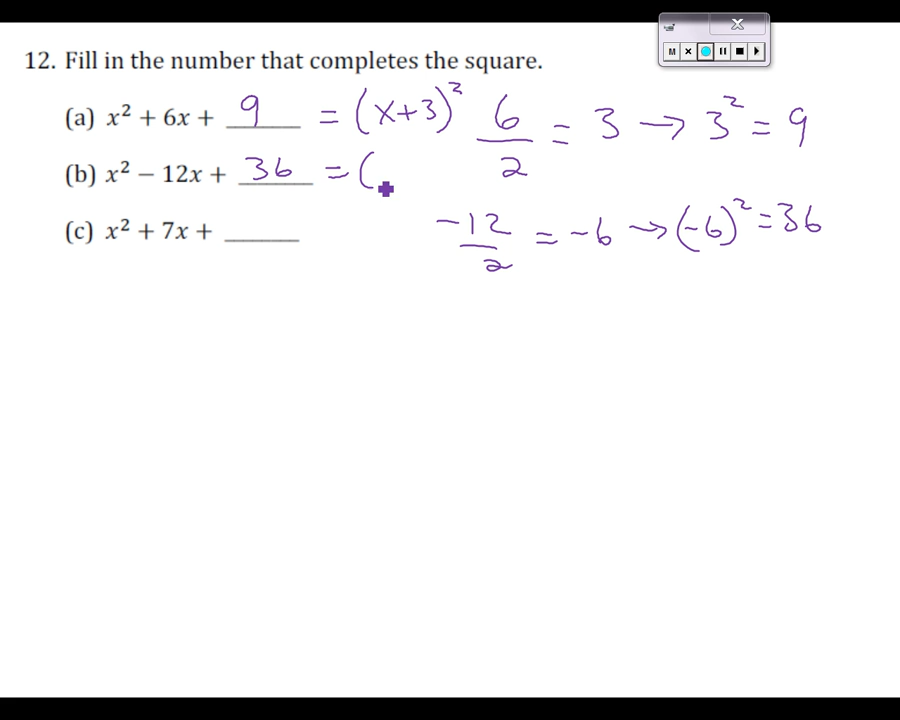 12. Fill in the number that completes the square.
(a) x² + 6x + 9 = (x+3)² 6/2 = 3 → 3² = 9
(b) x² − 12x + 36 = (
-12/2 = -6 → (-6)² = 36
(c) x² + 7x + ______